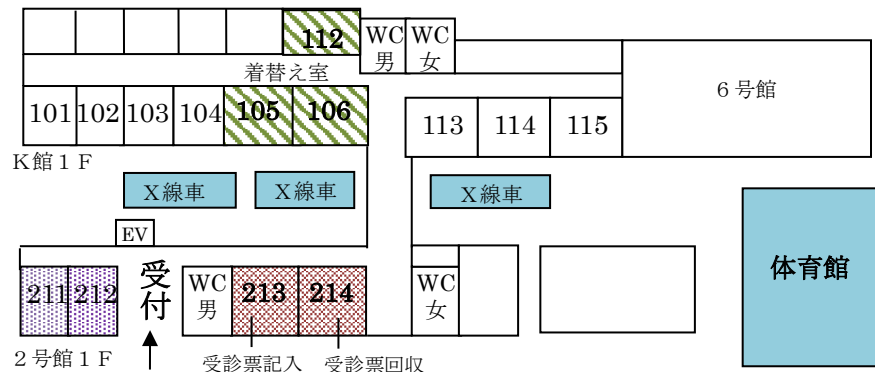 112
WC
男
WC
女
着替え室
6号館
101
102
103
104
105
106
113
114
115
K館1F
X線車
X線車
X線車
EV
体育館
211
212
受付
WC
男
213
214
WC
女
2号館1F
受診票記入
受診票回収